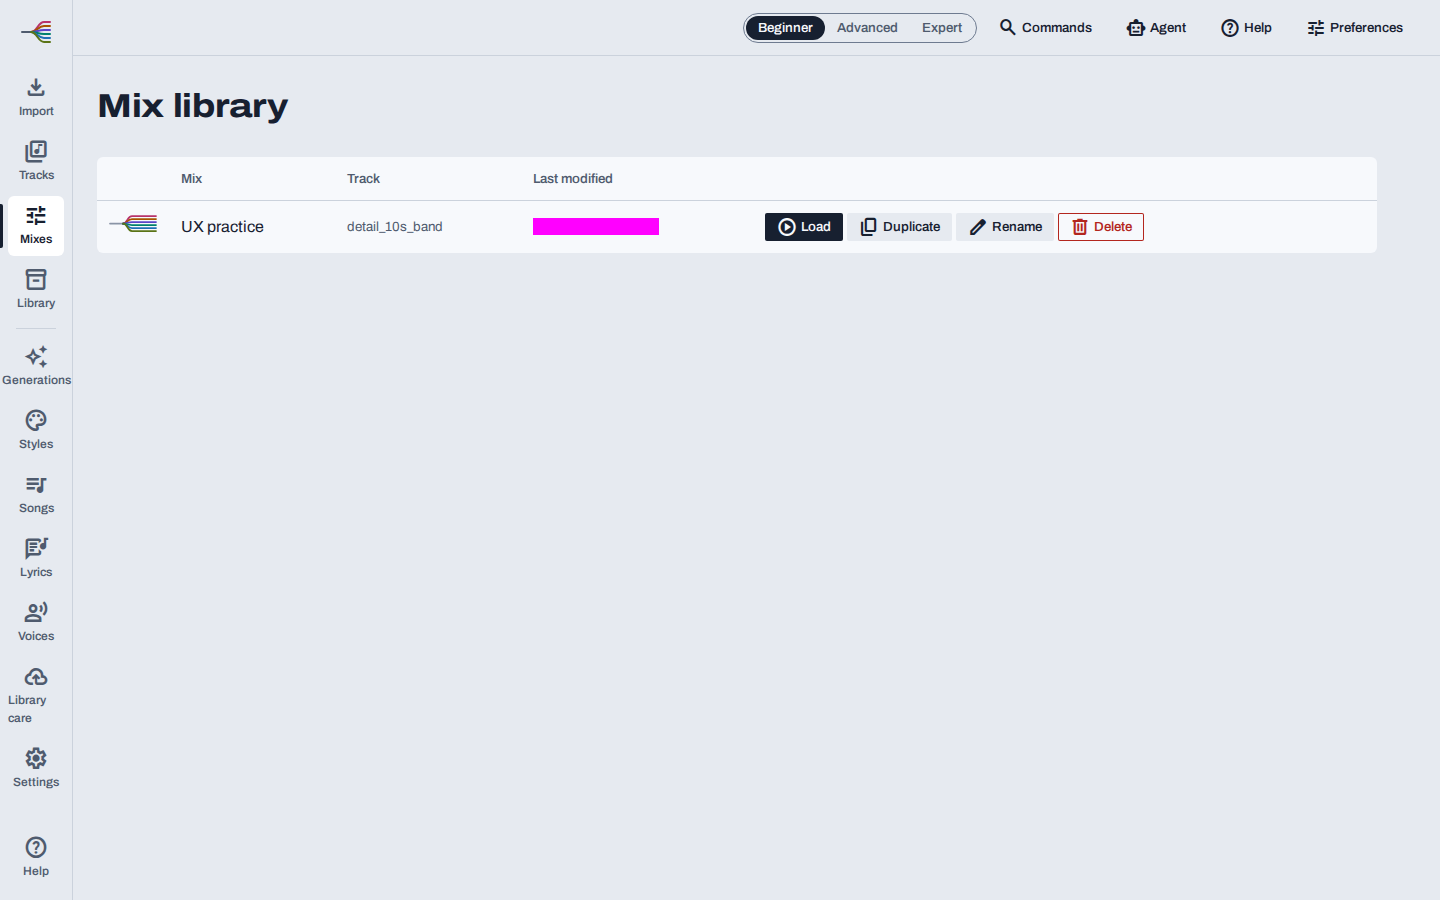 Beginner Advanced Expert Commands Agent Help Preferences
Import
Tracks
Mixes
Library
Generations
Styles
Songs
Lyrics
Voices
Library
care
Settings
Help
Mix library
Mix Track Last modified
UX practice detail_10s_band Load Duplicate Rename Delete